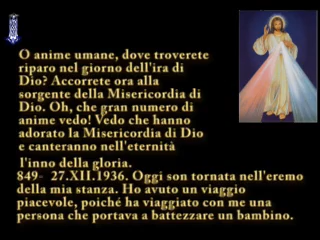 O anime umane, dove troverete
riparo nel giorno dell'ira di
Dio? Accorrete ora alla
sorgente della Misericordia di
Dio. Oh, che gran numero di
anime vedo! Vedo che hanno
adorato la Misericordia di Dio
e canteranno nell'eternità
l'inno della gloria.
849- 27.XII.1936. Oggi son tornata nell'eremo
della mia stanza. Ho avuto un viaggio
piacevole, poiché ha viaggiato con me una
persona che portava a battezzare un bambino.